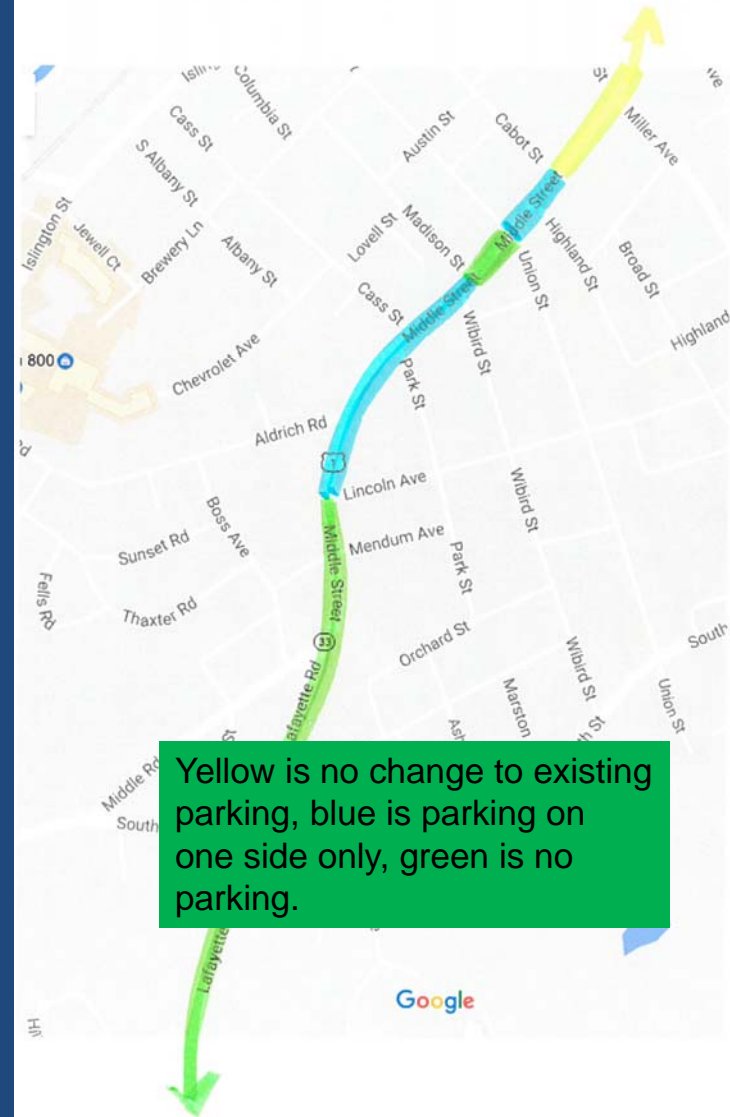 St
Columbia St
Cass St
Austin St
Cabot St
Miller Ave
S Albany St
Islington St
Jewell Ct
Brewery Ln
Albany St
Lovell St
Madison St
Middle Street
Highland St
Union St
Broad St
Middle Street
Cass St
Wibird St
Highland
800
Chevrolet Ave
Park St
Aldrich Rd
1
Lincoln Ave
Boss Ave
Wibird St
Mendum Ave
Sunset Rd
Middle Street
Park St
Fells Rd
Thaxter Rd
33
Orchard St
Wibird St
South
Marston
Union St
Middle Rd
South
Yellow is no change to existing
parking, blue is parking on
one side only, green is no
parking.
Lafayette
Google